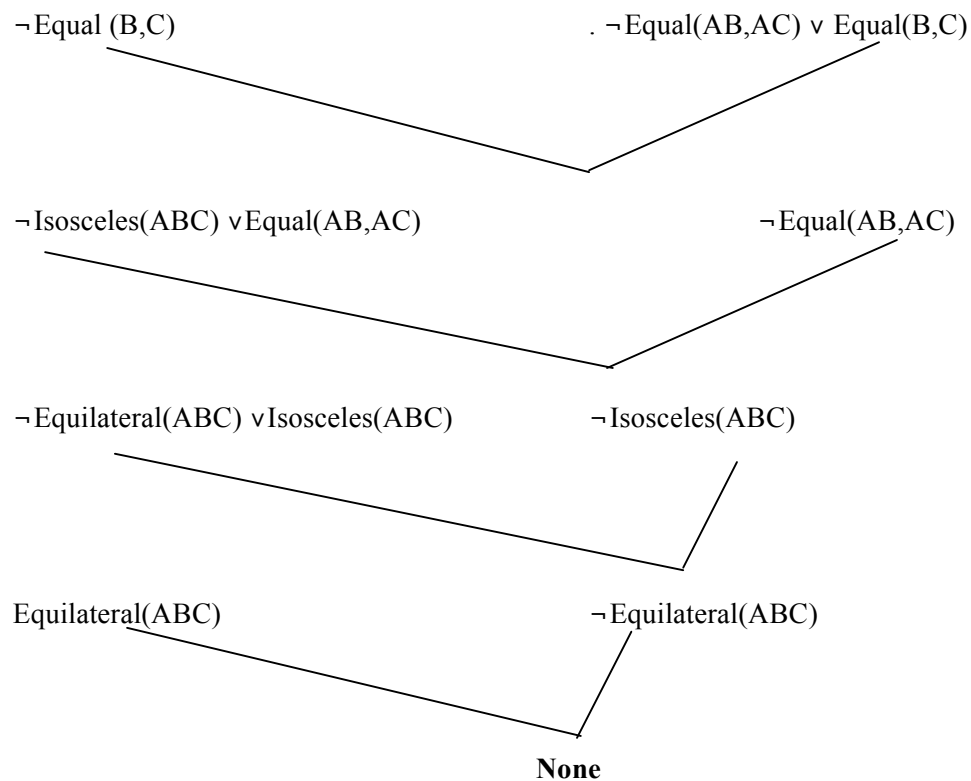 ¬Equal (B,C) . ¬Equal(AB,AC) ∨ Equal(B,C)
¬Isosceles(ABC) ∨Equal(AB,AC) ¬Equal(AB,AC)
¬Equilateral(ABC) ∨Isosceles(ABC) ¬Isosceles(ABC)
Equilateral(ABC) ¬Equilateral(ABC)
None